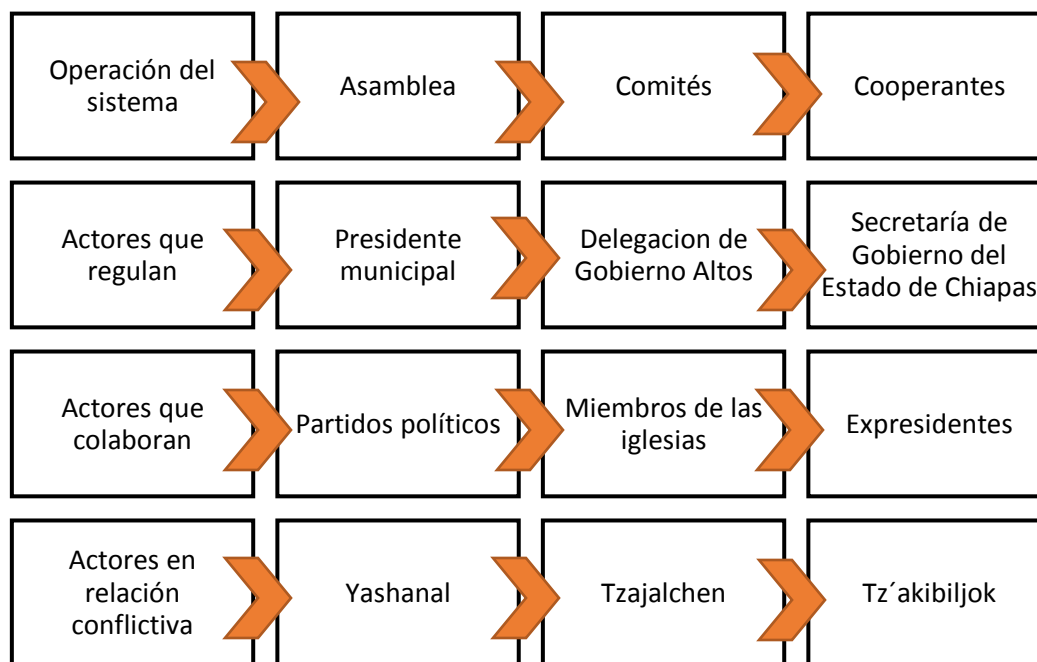 Operación del
sistema
Asamblea
Comités
Cooperantes
Actores que
regulan
Presidente
municipal
Delegacion de
Gobierno Altos
Secretaría de
Gobierno del
Estado de Chiapas
Actores que
colaboran
Partidos políticos
Miembros de las
iglesias
Expresidentes
Actores en
relación
conflictiva
Yashanal
Tzajalchen
Tz´akibiljok